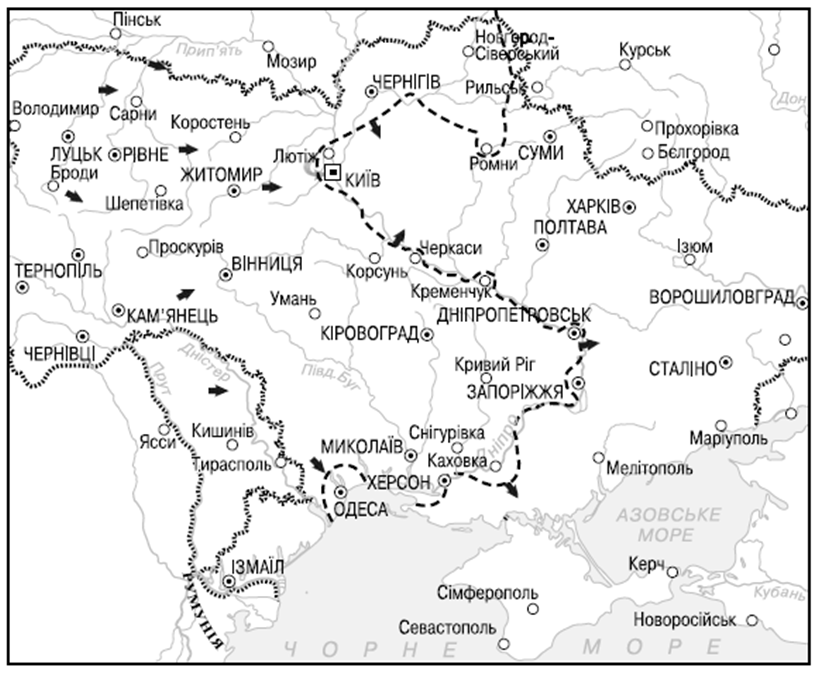 Пінськ
Прип'ять
Мозир
Новгород-
Сіверський
Курськ
ЧЕРНІГІВ
Рильськ
Дон
Володимир
Сарни
Коростень
Прохорівка
ЛУЦЬК
РІВНЕ
Лютіж
Ромни
СУМИ
Бєлгород
Броди
ЖИТОМИР
КИЇВ
Шепетівка
ХАРКІВ
ПОЛТАВА
Проскурів
Черкаси
Ізюм
ТЕРНОПІЛЬ
ВІННИЦЯ
Корсунь
Кременчук
ВОРОШИЛОВГРАД
Умань
КАМ'ЯНЕЦЬ
ДНІПРОПЕТРОВСЬК
КІРОВОГРАД
ЧЕРНІВЦІ
Дністер
Прут
Півд.Буг
Кривий Ріг
СТАЛІНО
ЗАПОРІЖЖЯ
Ясси
Кишинів
Снігурівка
Дніпро
Маріуполь
МИКОЛАЇВ
Тирасполь
Каховка
Мелітополь
ХЕРСОН
ОДЕСА
АЗОВСЬКЕ
МОРЕ
ІЗМАЇЛ
Керч
РУМУНІЯ
Сімферополь
Кубань
Севастополь
Новоросійськ
ЧОРНЕ МОРЕ